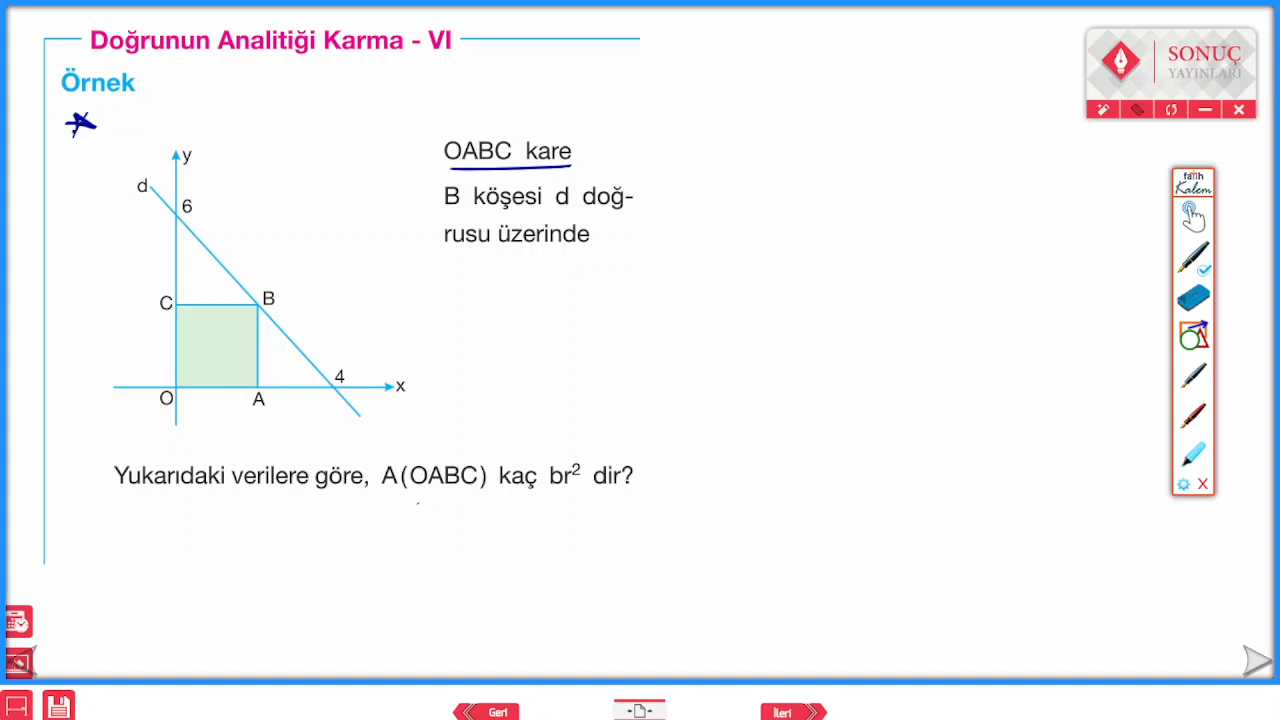 Doğrunun Analitiği Karma - VI
Örnek
SONUÇ
YAYINLARI
OABC kare
B köşesi d doğ-
rusu üzerinde
y
d
6
C
B
4
x
O
A
Yukarıdaki verilere göre, A(OABC) kaç br² dir?
fatih
Kalem
X
Geri
İleri